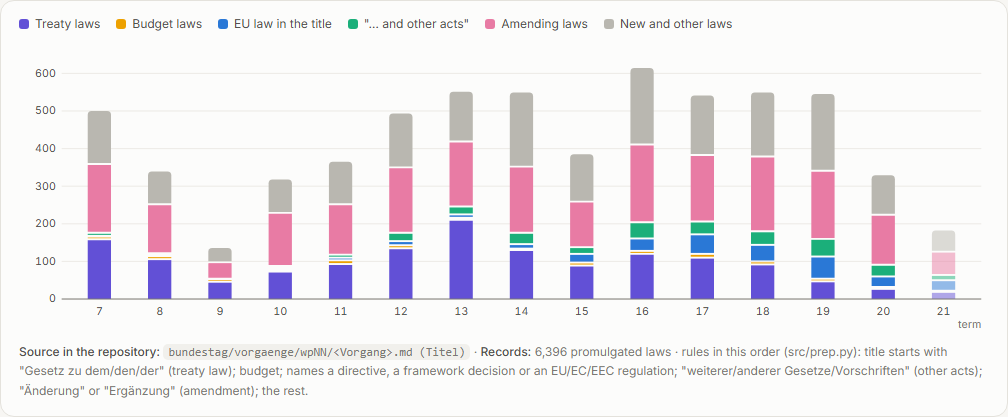 Treaty laws Budget laws EU law in the title "... and other acts" Amending laws New and other laws
600
500
400
300
200
100
0
7 8 9 10 11 12 13 14 15 16 17 18 19 20 21
term
Source in the repository: bundestag/vorgaenge/wpNN/<Vorgang>.md (Titel) · Records: 6,396 promulgated laws · rules in this order (src/prep.py): title starts with
"Gesetz zu dem/den/der" (treaty law); budget; names a directive, a framework decision or an EU/EC/EEC regulation; "weiterer/anderer Gesetze/Vorschriften" (other acts);
"Änderung" or "Ergänzung" (amendment); the rest.